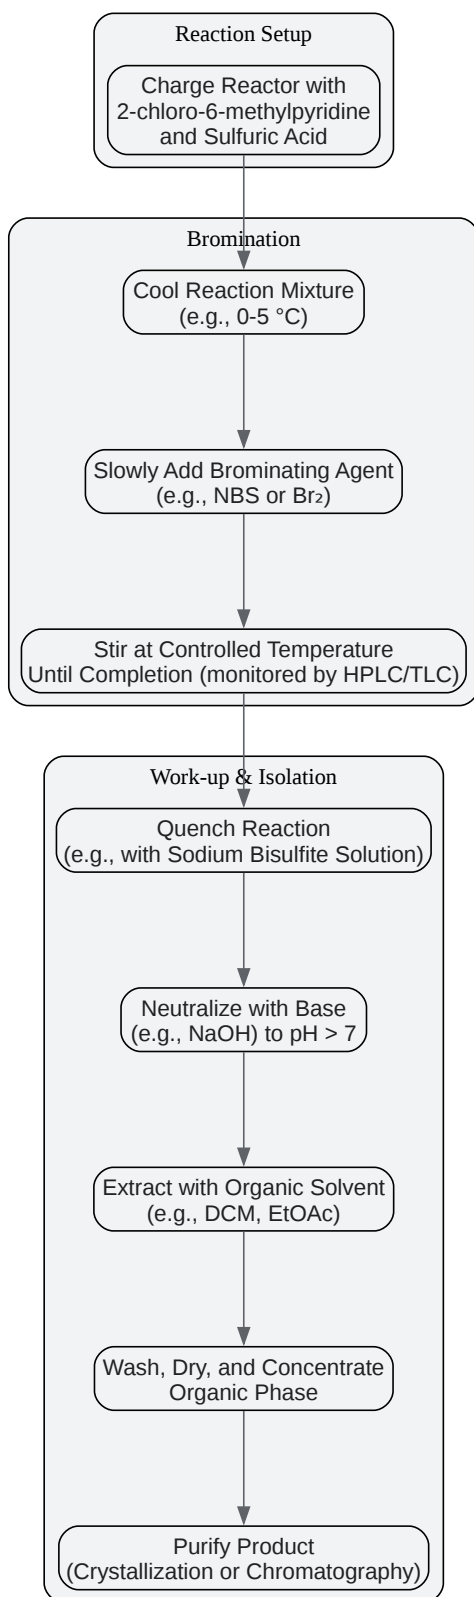 Reaction Setup
Charge Reactor with
2-chloro-6-methylpyridine
and Sulfuric Acid
Bromination
Cool Reaction Mixture
(e.g., 0-5 °C)
Slowly Add Brominating Agent
(e.g., NBS or Br₂)
Stir at Controlled Temperature
Until Completion (monitored by HPLC/TLC)
Work-up & Isolation
Quench Reaction
(e.g., with Sodium Bisulfite Solution)
Neutralize with Base
(e.g., NaOH) to pH > 7
Extract with Organic Solvent
(e.g., DCM, EtOAc)
Wash, Dry, and Concentrate
Organic Phase
Purify Product
(Crystallization or Chromatography)